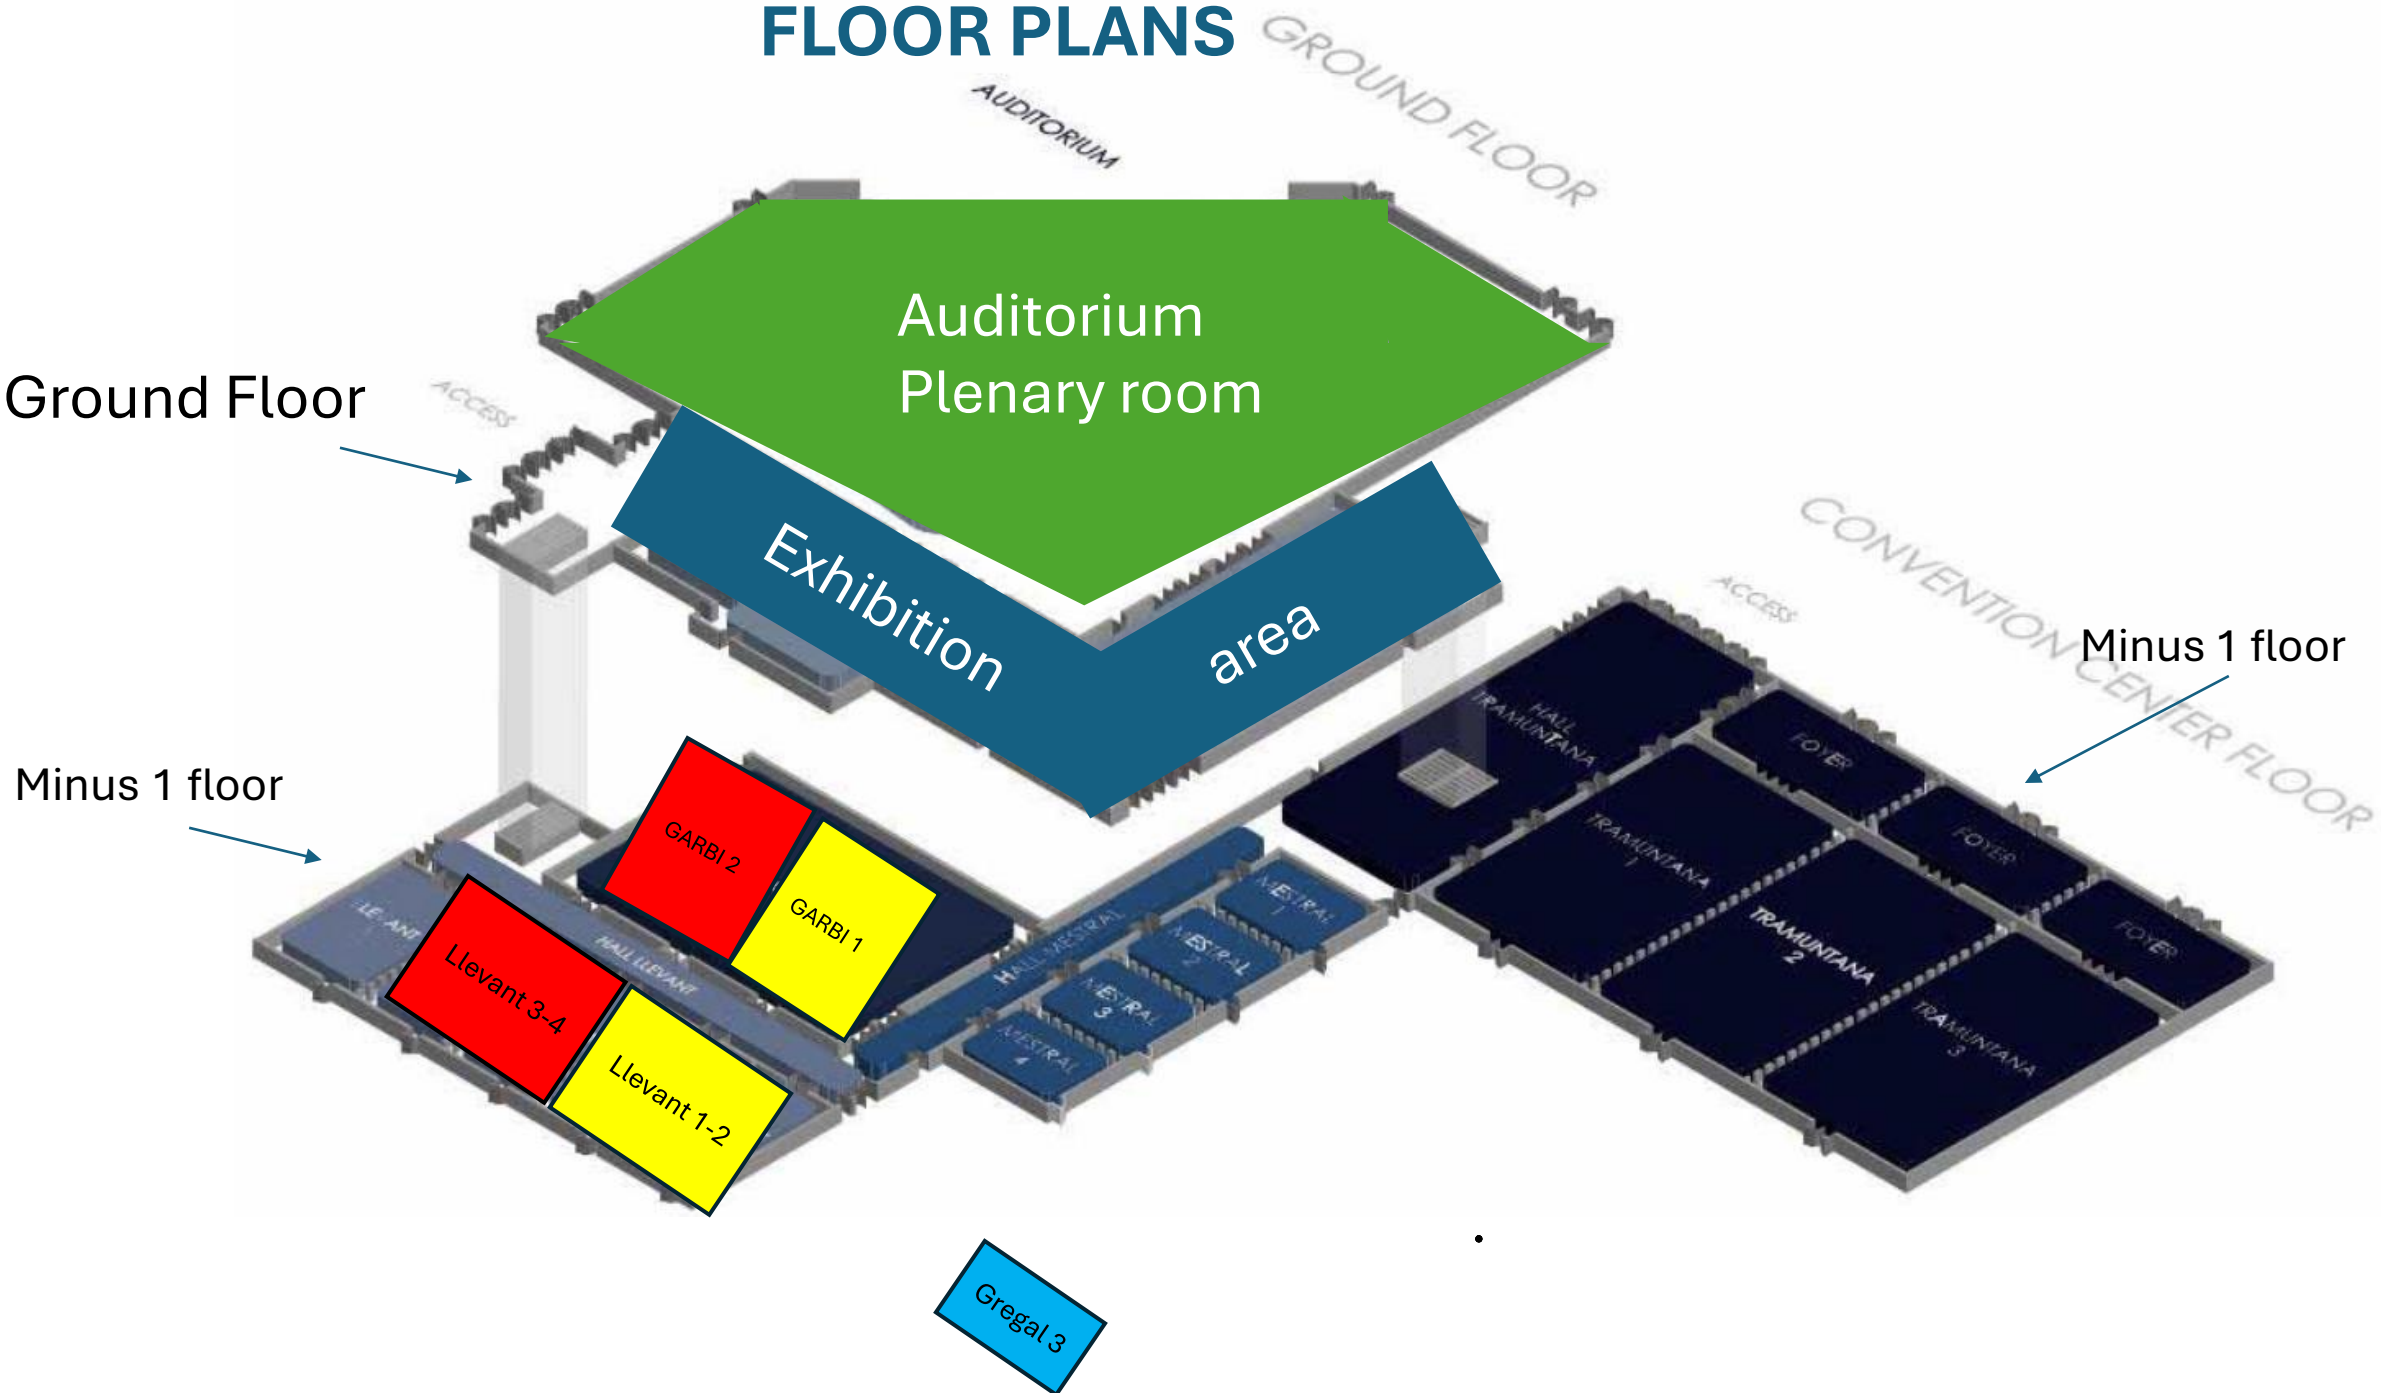 FLOOR PLANS
GROUND FLOOR
AUDITORIUM
Auditorium
Plenary room
Ground Floor
ACCESS
Exhibition
area
CONVENTION CENTER FLOOR
ACCESS
Minus 1 floor
HALL
TRAMUNTANA
FOYER
Minus 1 floor
GARBI 2
TRAMUNTANA
1
FOYER
GARBI 1
MESTRAL
1
HALL MESTRAL
TRAMUNTANA
2
FOYER
HALL LLEVANT
MESTRAL
2
Llevant 3-4
MESTRAL
3
TRAMUNTANA
3
MESTRAL
4
Llevant 1-2
Gregal 3